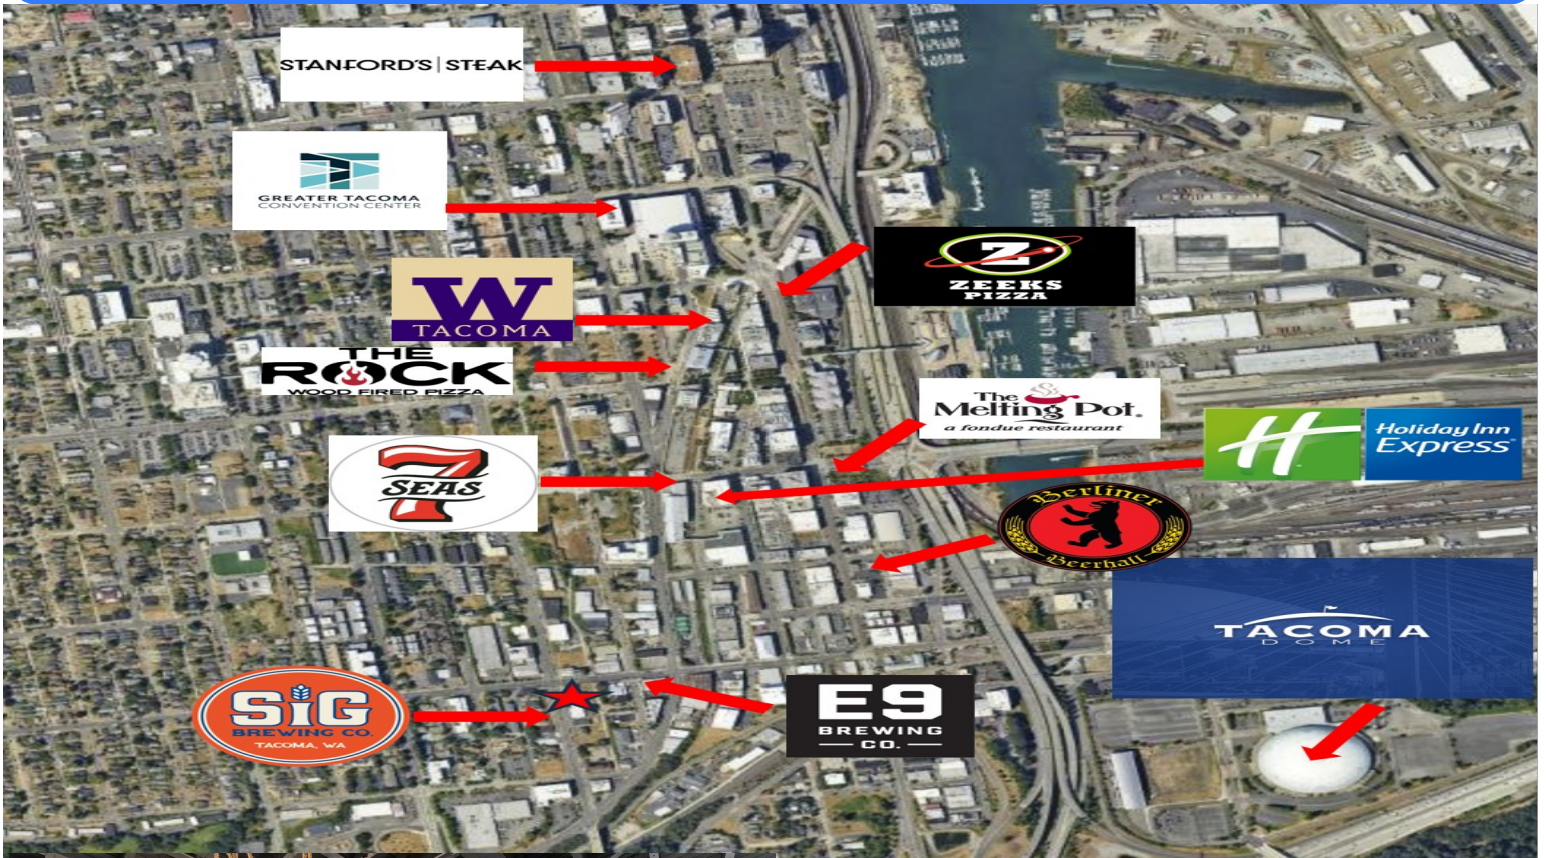 STANFORD'S | STEAK
GREATER TACOMA
CONVENTION CENTER
Z
ZEEKS
PIZZA
W
TACOMA
THE
ROCK
WOOD FIRED PIZZA
The
Melting Pot.
a fondue restaurant
H
Holiday Inn
Express
7
SEAS
Berliner
Beerhall
TACOMA
DOME
SiG
BREWING CO.
TACOMA, WA
E9
BREWING
CO.